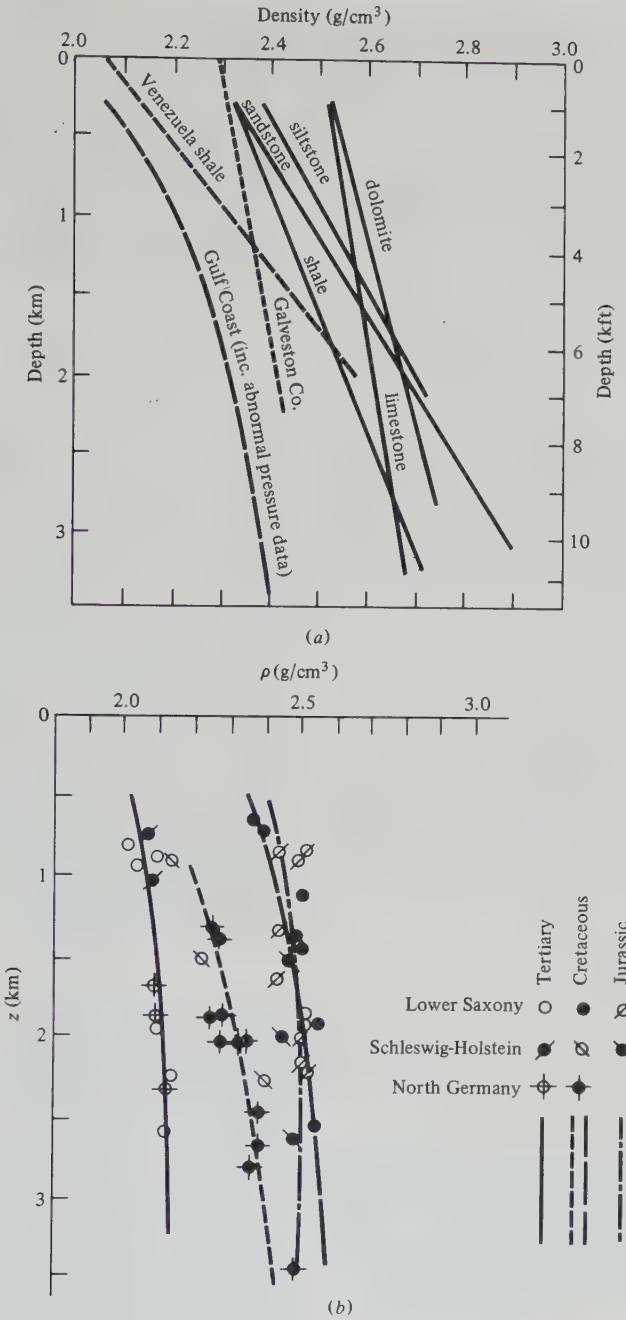 Density (g/cm³)
2.0 2.2 2.4 2.6 2.8 3.0
0 0
Venezuela shale
sandstone
siltstone
2
dolomite
1
4
Gulf Coast (inc. abnormal pressure data)
shale
Galveston Co.
Depth (km)
Depth (kft)
6
2
limestone
8
3
10
(a)
ρ (g/cm³)
2.0 2.5 3.0
0
1
z (km)
2
3
Tertiary
Cretaceous
Jurassic
Lower Saxony
Schleswig-Holstein
North Germany
(b)